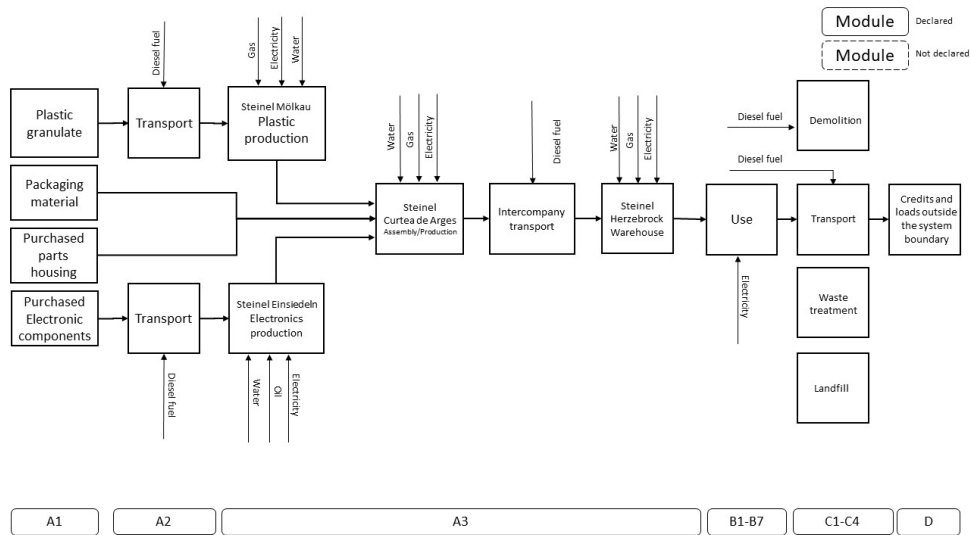 Module
Declared
Module
Not declared
Diesel fuel
Gas
Electricity
Water
Plastic
granulate
Transport
Steinel Mölkau
Plastic
production
Packaging
material
Purchased
parts
housing
Purchased
Electronic
components
Transport
Steinel Einsiedeln
Electronics
production
Diesel fuel
Water
Oil
Electricity
Water
Gas
Electricity
Steinel
Curtea de Arges
Assembly/Production
Diesel fuel
Intercompany
transport
Water
Gas
Electricity
Steinel
Herzebrock
Warehouse
Use
Electricity
Diesel fuel
Demolition
Diesel fuel
Transport
Waste
treatment
Landfill
Credits and
loads outside
the system
boundary
A1
A2
A3
B1-B7
C1-C4
D